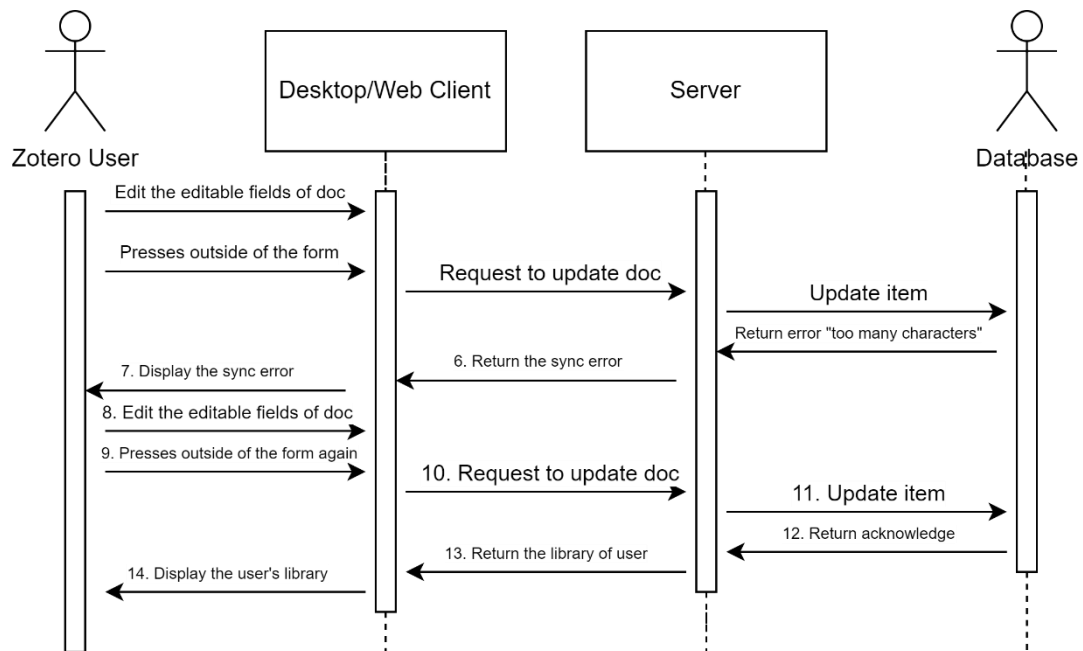 Desktop/Web Client
Server
Zotero User
Database
Edit the editable fields of doc
Presses outside of the form
Request to update doc
Update item
Return error "too many characters"
6. Return the sync error
7. Display the sync error
8. Edit the editable fields of doc
9. Presses outside of the form again
10. Request to update doc
11. Update item
12. Return acknowledge
13. Return the library of user
14. Display the user's library